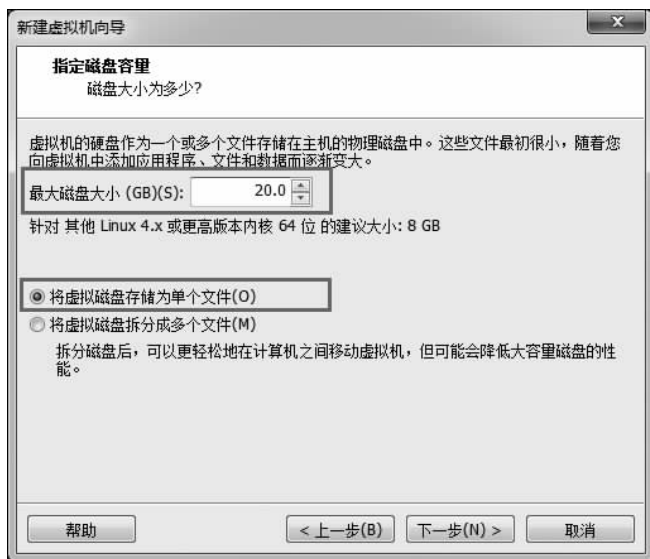 新建虚拟机向导
指定磁盘容量
磁盘大小为多少?
虚拟机的硬盘作为一个或多个文件存储在主机的物理磁盘中。这些文件最初很小，随着您
向虚拟机中添加应用程序、文件和数据而逐渐变大。
最大磁盘大小 (GB)(S): 20.0
针对 其他 Linux 4.x 或更高版本内核 64 位 的建议大小: 8 GB
将虚拟磁盘存储为单个文件(O)
将虚拟磁盘拆分成多个文件(M)
拆分磁盘后，可以更轻松地在计算机之间移动虚拟机，但可能会降低大容量磁盘的性
能。
帮助 < 上一步(B) 下一步(N) > 取消